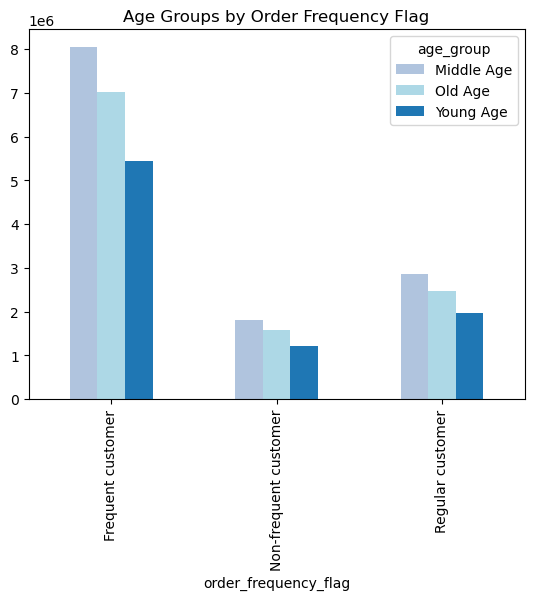 Age Groups by Order Frequency Flag
1e6
age_group
Middle Age
Old Age
Young Age
8
7
6
5
4
3
2
1
0
Frequent customer
Non-frequent customer
Regular customer
order_frequency_flag